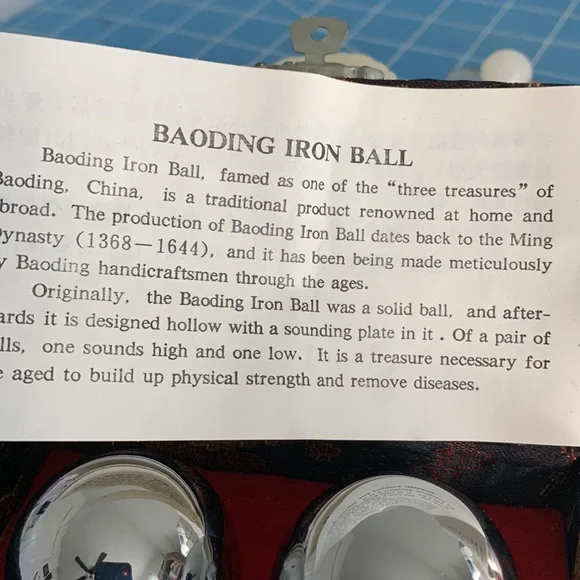 BAODING IRON BALL
Baoding Iron Ball, famed as one of the “three treasures” of
Baoding, China, is a traditional product renowned at home and
broad. The production of Baoding Iron Ball dates back to the Ming
ynasty (1368—1644), and it has been being made meticulously
y Baoding handicraftsmen through the ages.
Originally, the Baoding Iron Ball was a solid ball, and after-
ards it is designed hollow with a sounding plate in it . Of a pair of
lls, one sounds high and one low. It is a treasure necessary for
e aged to build up physical strength and remove diseases.